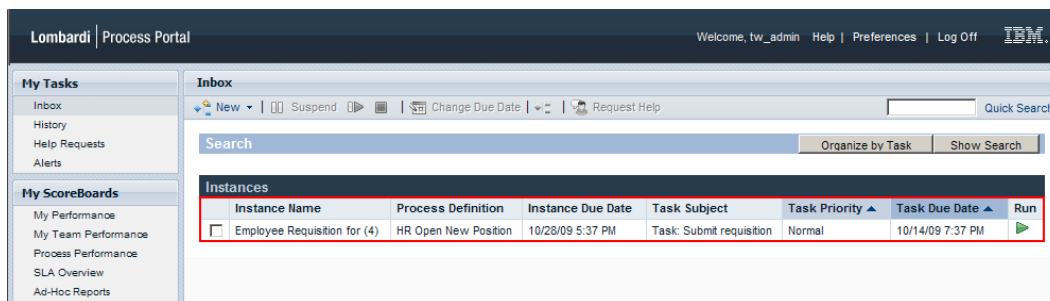 Lombardi | Process Portal
Welcome, tw_admin Help | Preferences | Log Off
IBM.
My Tasks
Inbox
History
Help Requests
Alerts
My ScoreBoards
My Performance
My Team Performance
Process Performance
SLA Overview
Ad-Hoc Reports
Inbox
New | Suspend | Change Due Date | Request Help
Quick Search
Search
Organize by Task
Show Search
Instances
Instance Name Process Definition Instance Due Date Task Subject Task Priority Task Due Date Run
Employee Requisition for (4) HR Open New Position 10/28/09 5:37 PM Task: Submit requisition Normal 10/14/09 7:37 PM